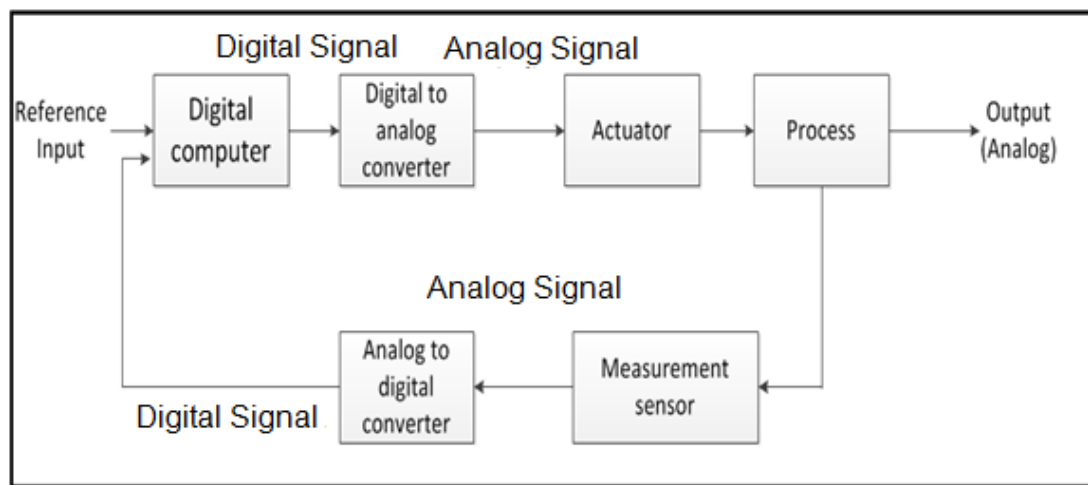 Digital Signal
Analog Signal
Reference
Input
Digital
computer
Digital to
analog
converter
Actuator
Process
Output
(Analog)
Analog Signal
Analog to
digital
converter
Measurement
sensor
Digital Signal